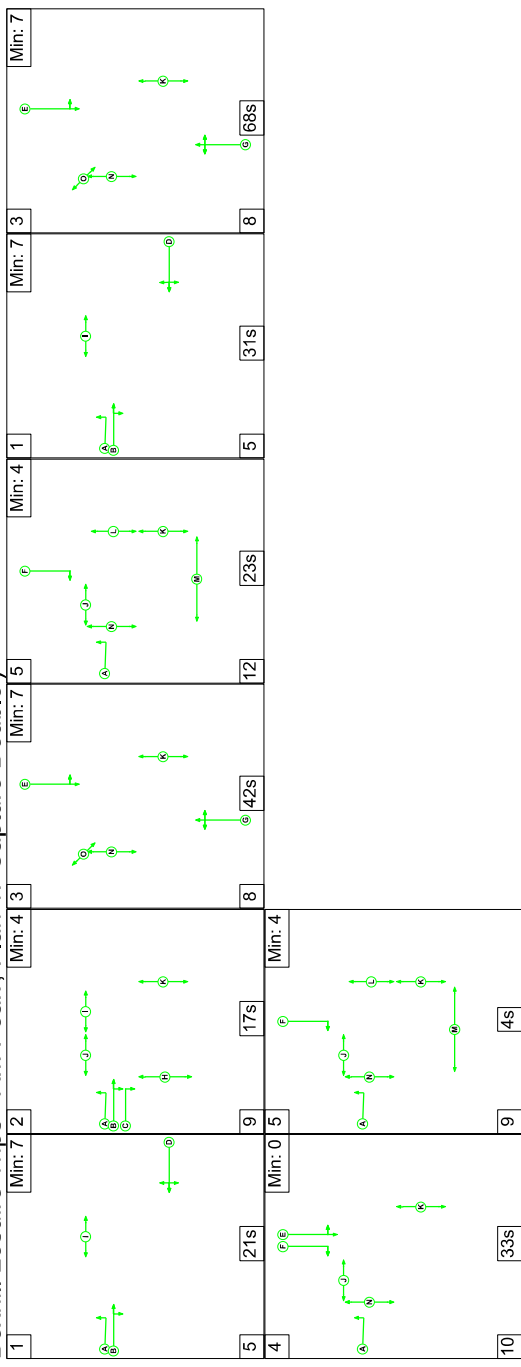 1 Min: 7
I
A
B
D
5 21s
2 Min: 4
J I
A
B
C
H K
9 17s
3 Min: 7
E
O
N
K
G
8 42s
5 Min: 4
F
J
A
N L
K
M
12 23s
1 Min: 7
I
A
B
D
5 31s
3 Min: 7
E
O
N
K
G
8 68s
4 Min: 0
F E
J
A
N
K
10 33s
5 Min: 4
F
J
A
N L
K
M
9 4s